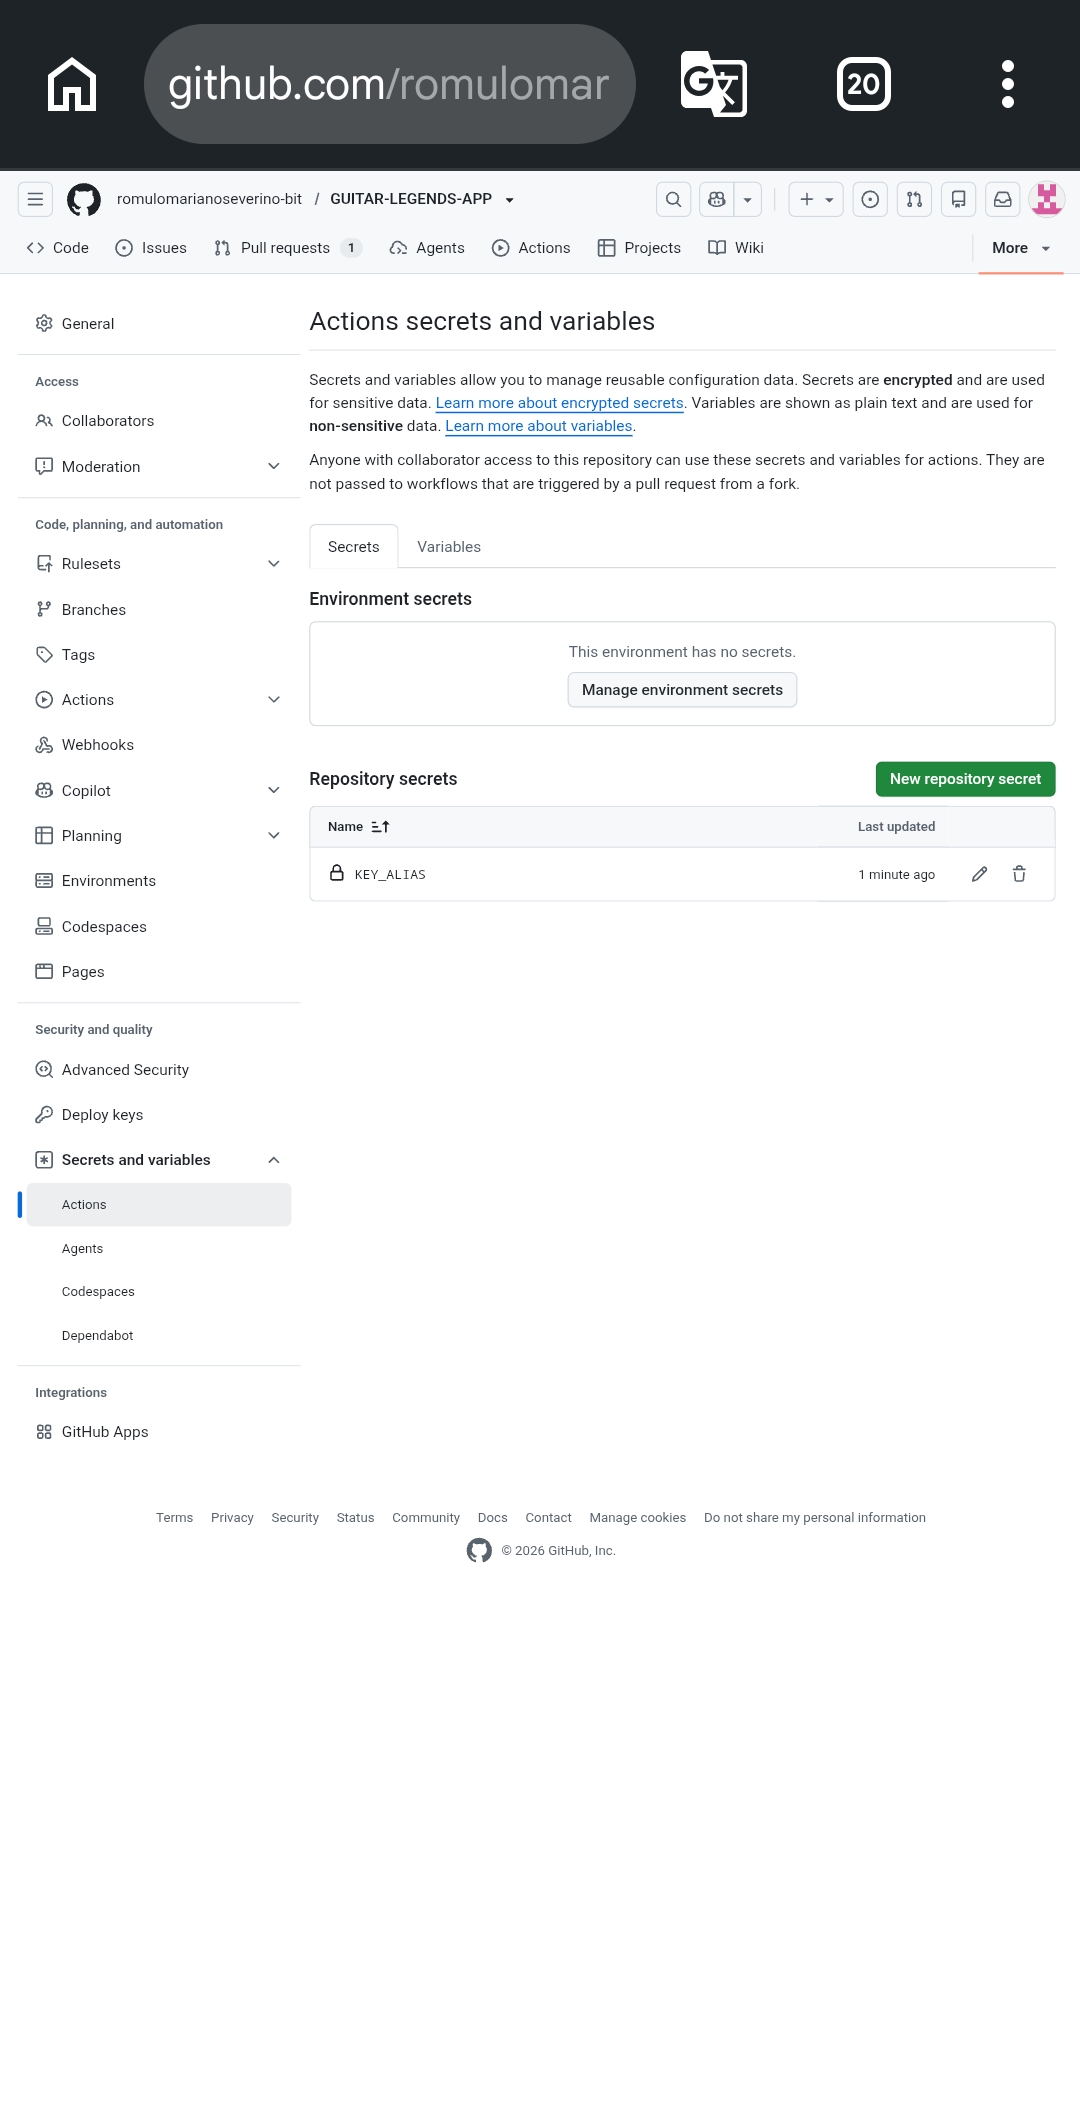 github.com/romulomar
20
romulomarianoseverino-bit / GUITAR-LEGENDS-APP
Code
Issues
Pull requests 1
Agents
Actions
Projects
Wiki
More
General
Access
Collaborators
Moderation
Code, planning, and automation
Rulesets
Branches
Tags
Actions
Webhooks
Copilot
Planning
Environments
Codespaces
Pages
Security and quality
Advanced Security
Deploy keys
Secrets and variables
Actions
Agents
Codespaces
Dependabot
Integrations
GitHub Apps
Actions secrets and variables
Secrets and variables allow you to manage reusable configuration data. Secrets are encrypted and are used
for sensitive data. Learn more about encrypted secrets. Variables are shown as plain text and are used for
non-sensitive data. Learn more about variables.
Anyone with collaborator access to this repository can use these secrets and variables for actions. They are
not passed to workflows that are triggered by a pull request from a fork.
Secrets
Variables
Environment secrets
This environment has no secrets.
Manage environment secrets
Repository secrets
New repository secret
Name
Last updated
KEY_ALIAS
1 minute ago
Terms Privacy Security Status Community Docs Contact Manage cookies Do not share my personal information
© 2026 GitHub, Inc.